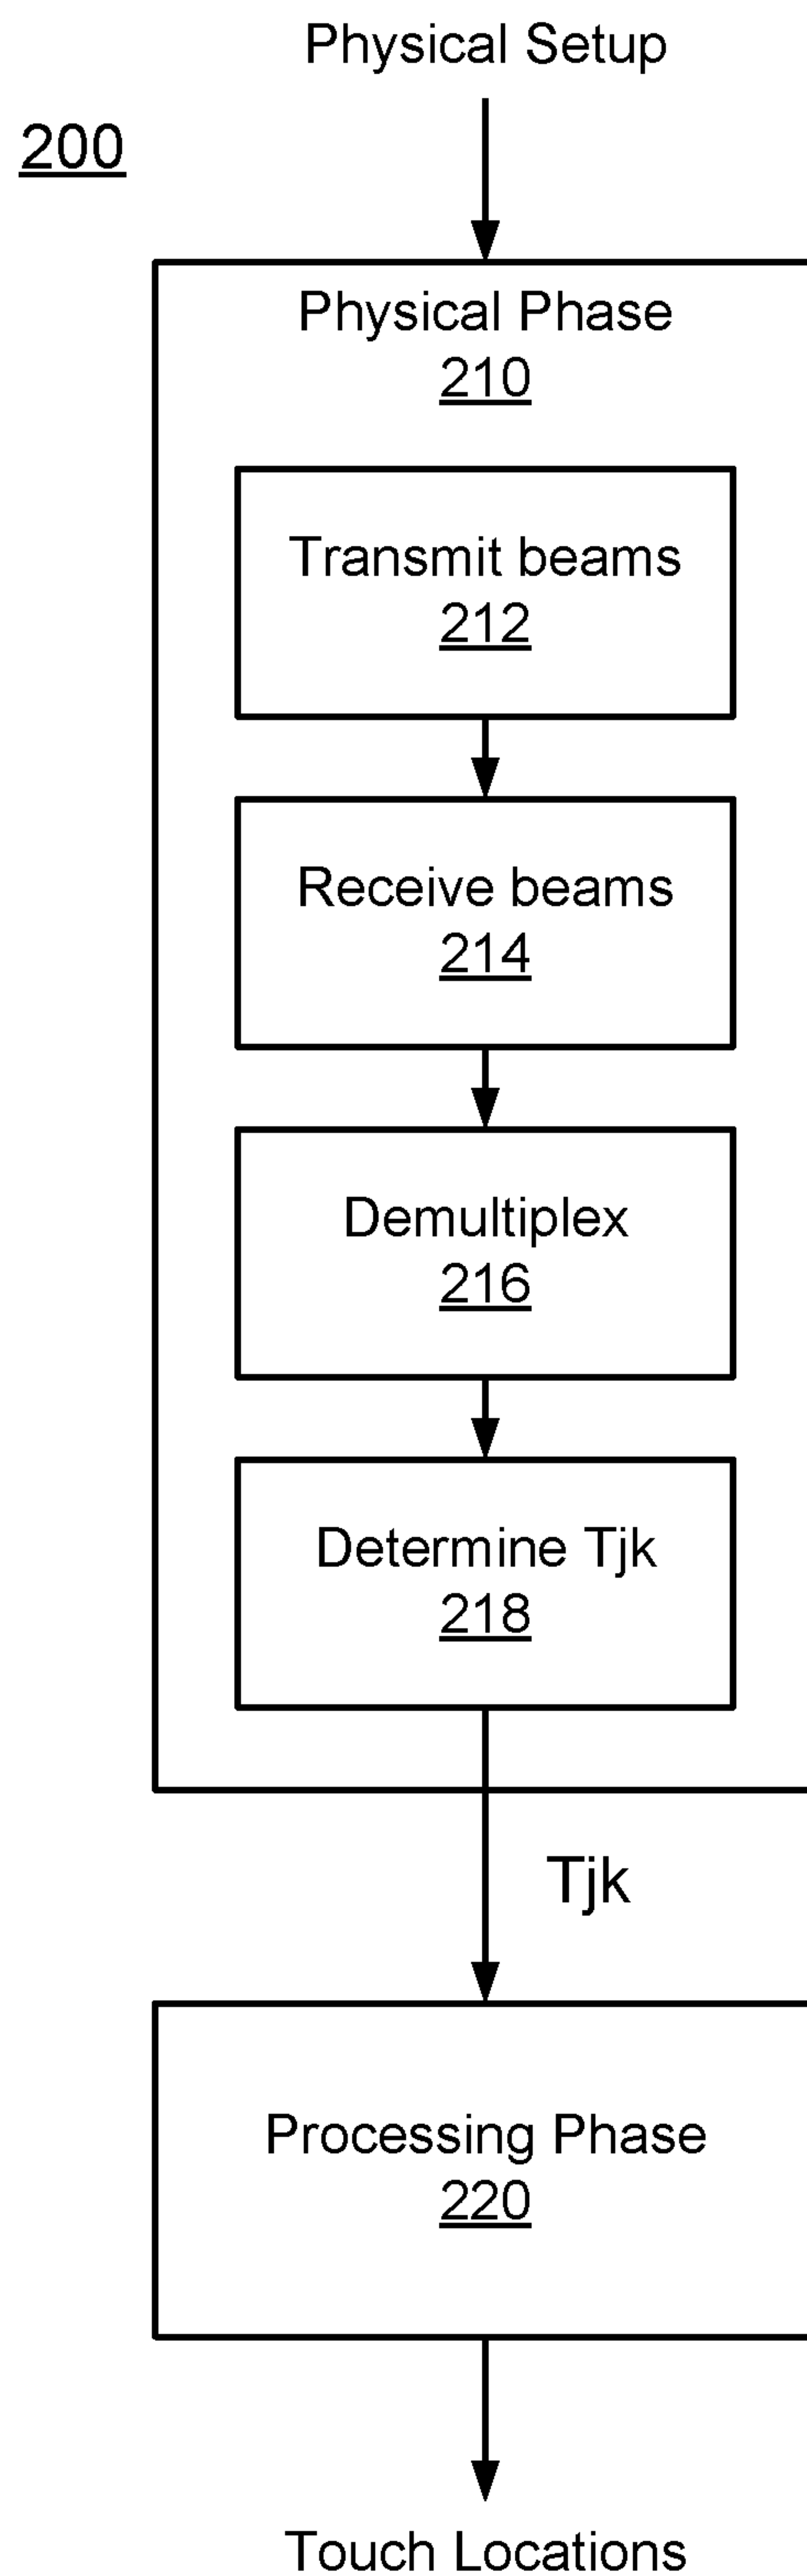 Physical Setup
200
Physical Phase
210
Transmit beams
212
Receive beams
214
Demultiplex
216
Determine Tjk
218
Tjk
Processing Phase
220
Touch Locations